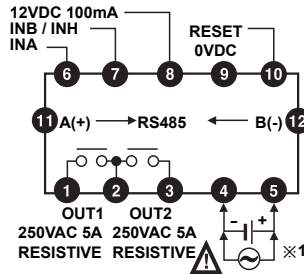 12VDC 100mA
INB / INH
INA
RESET
0VDC
6 7 8 9 10
11 A(+) RS485 B(-) 12
1 2 3 4 5
- +
OUT1 OUT2
250VAC 5A 250VAC 5A
RESISTIVE RESISTIVE
! ※1